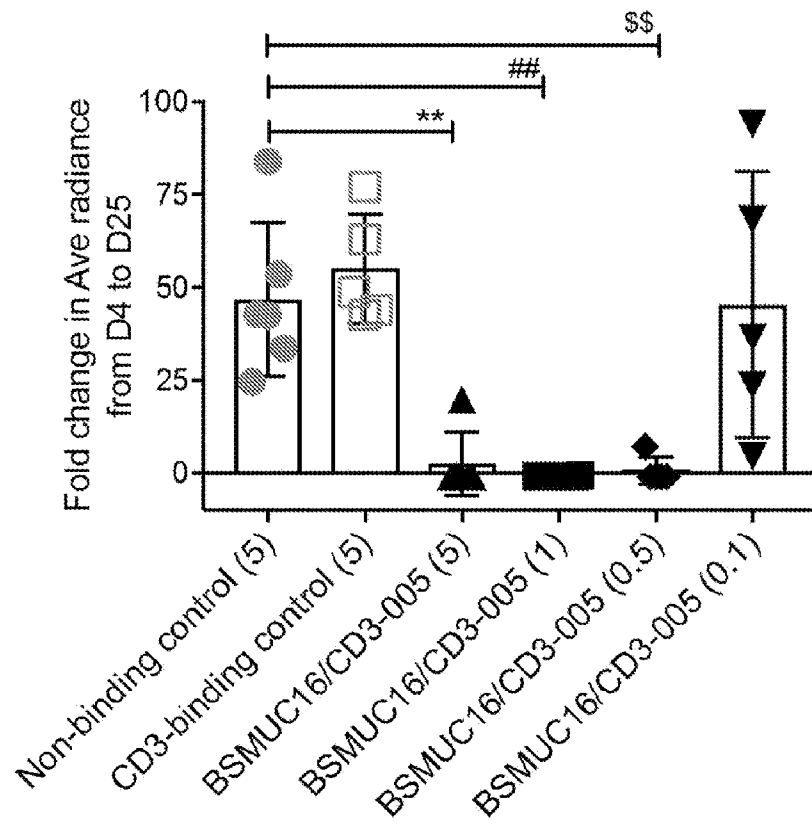 $$
##
**
100
75
50
25
0
Fold change in Ave radiance
from D4 to D25
Non-binding control (5)
CD3-binding control (5)
BSMUC16/CD3-005 (5)
BSMUC16/CD3-005 (1)
BSMUC16/CD3-005 (0.5)
BSMUC16/CD3-005 (0.1)